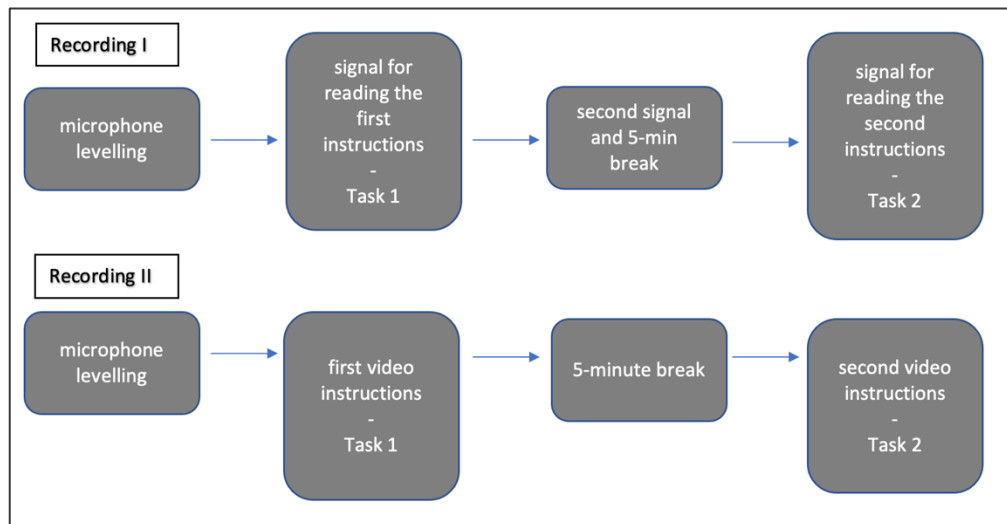 Recording I
microphone
levelling
signal for
reading the
first
instructions
-
Task 1
second signal
and 5-min
break
signal for
reading the
second
instructions
-
Task 2
Recording II
microphone
levelling
first video
instructions
-
Task 1
5-minute break
second video
instructions
-
Task 2